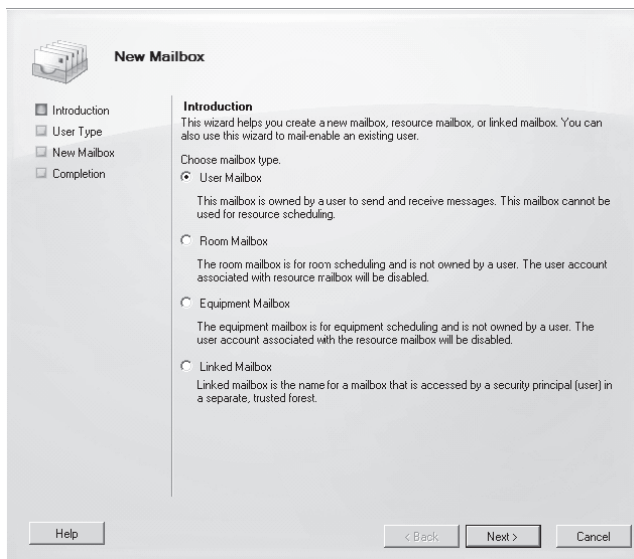 New Mailbox
Introduction
User Type
New Mailbox
Completion
Introduction
This wizard helps you create a new mailbox, resource mailbox, or linked mailbox. You can
also use this wizard to mail-enable an existing user.
Choose mailbox type.
User Mailbox
This mailbox is owned by a user to send and receive messages. This mailbox cannot be
used for resource scheduling.
Room Mailbox
The room mailbox is for room scheduling and is not owned by a user. The user account
associated with resource mailbox will be disabled.
Equipment Mailbox
The equipment mailbox is for equipment scheduling and is not owned by a user. The
user account associated with the resource mailbox will be disabled.
Linked Mailbox
Linked mailbox is the name for a mailbox that is accessed by a security principal (user) in
a separate, trusted forest.
Help
< Back
Next >
Cancel